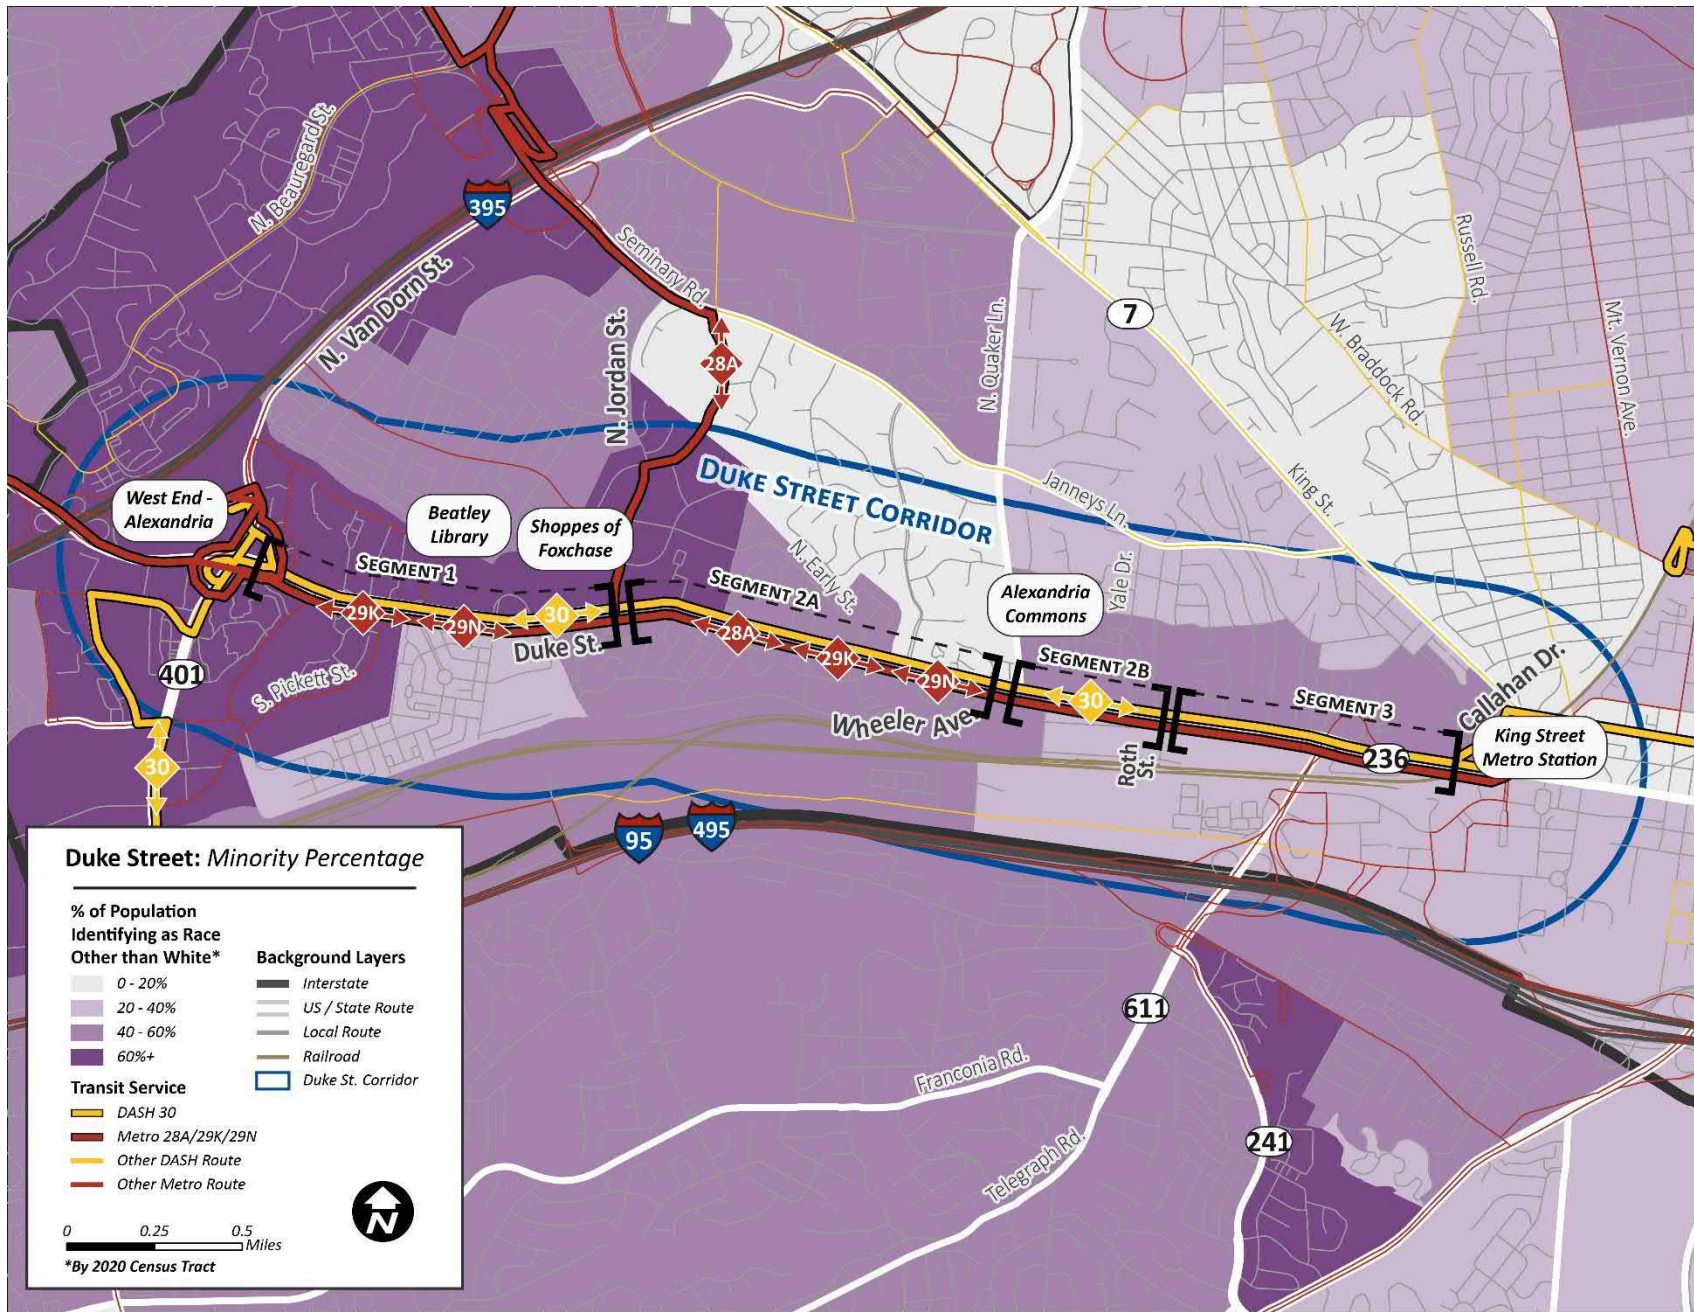 N. Beauregard St.
395
N. Van Dorn St.
Seminary Rd.
N. Jordan St.
28A
N. Quaker Ln.
7
Russell Rd.
W. Braddock Rd.
Mt. Vernon Ave.
King St.
Janneys Ln.
DUKE STREET CORRIDOR
West End -
Alexandria
Beatley
Library
Shoppes of
Foxchase
SEGMENT 1
29K
29N
30
Duke St.
SEGMENT 2A
N. Early St.
28A
29K
29N
Wheeler Ave.
Alexandria
Commons
Yale Dr.
SEGMENT 2B
30
Roth
St.
SEGMENT 3
236
Callahan Dr.
King Street
Metro Station
401
S. Pickett St.
30
95
495
611
Franconia Rd.
Telegraph Rd.
241
Duke Street: Minority Percentage
% of Population
Identifying as Race
Other than White*
0 - 20%
20 - 40%
40 - 60%
60%+
Transit Service
DASH 30
Metro 28A/29K/29N
Other DASH Route
Other Metro Route
Background Layers
Interstate
US / State Route
Local Route
Railroad
Duke St. Corridor
N
0 0.25 0.5
Miles
*By 2020 Census Tract